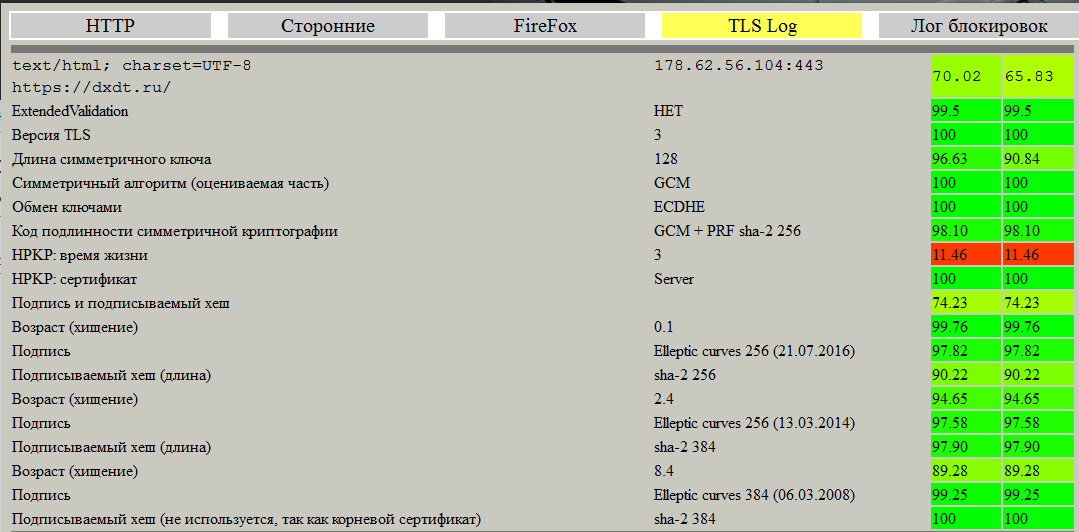 HTTP Сторонние FireFox TLS Log Лог блокировок
text/html; charset=UTF-8 178.62.56.104:443 70.02 65.83
https://dxdt.ru/
ExtendedValidation НЕТ 99.5 99.5
Версия TLS 3 100 100
Длина симметричного ключа 128 96.63 90.84
Симметричный алгоритм (оцениваемая часть) GCM 100 100
Обмен ключами ECDHE 100 100
Код подлинности симметричной криптографии GCM + PRF sha-2 256 98.10 98.10
HPKP: время жизни 3 11.46 11.46
HPKP: сертификат Server 100 100
Подпись и подписываемый хеш 74.23 74.23
Возраст (хищение) 0.1 99.76 99.76
Подпись Elleptic curves 256 (21.07.2016) 97.82 97.82
Подписываемый хеш (длина) sha-2 256 90.22 90.22
Возраст (хищение) 2.4 94.65 94.65
Подпись Elleptic curves 256 (13.03.2014) 97.58 97.58
Подписываемый хеш (длина) sha-2 384 97.90 97.90
Возраст (хищение) 8.4 89.28 89.28
Подпись Elleptic curves 384 (06.03.2008) 99.25 99.25
Подписываемый хеш (не используется, так как корневой сертификат) sha-2 384 100 100